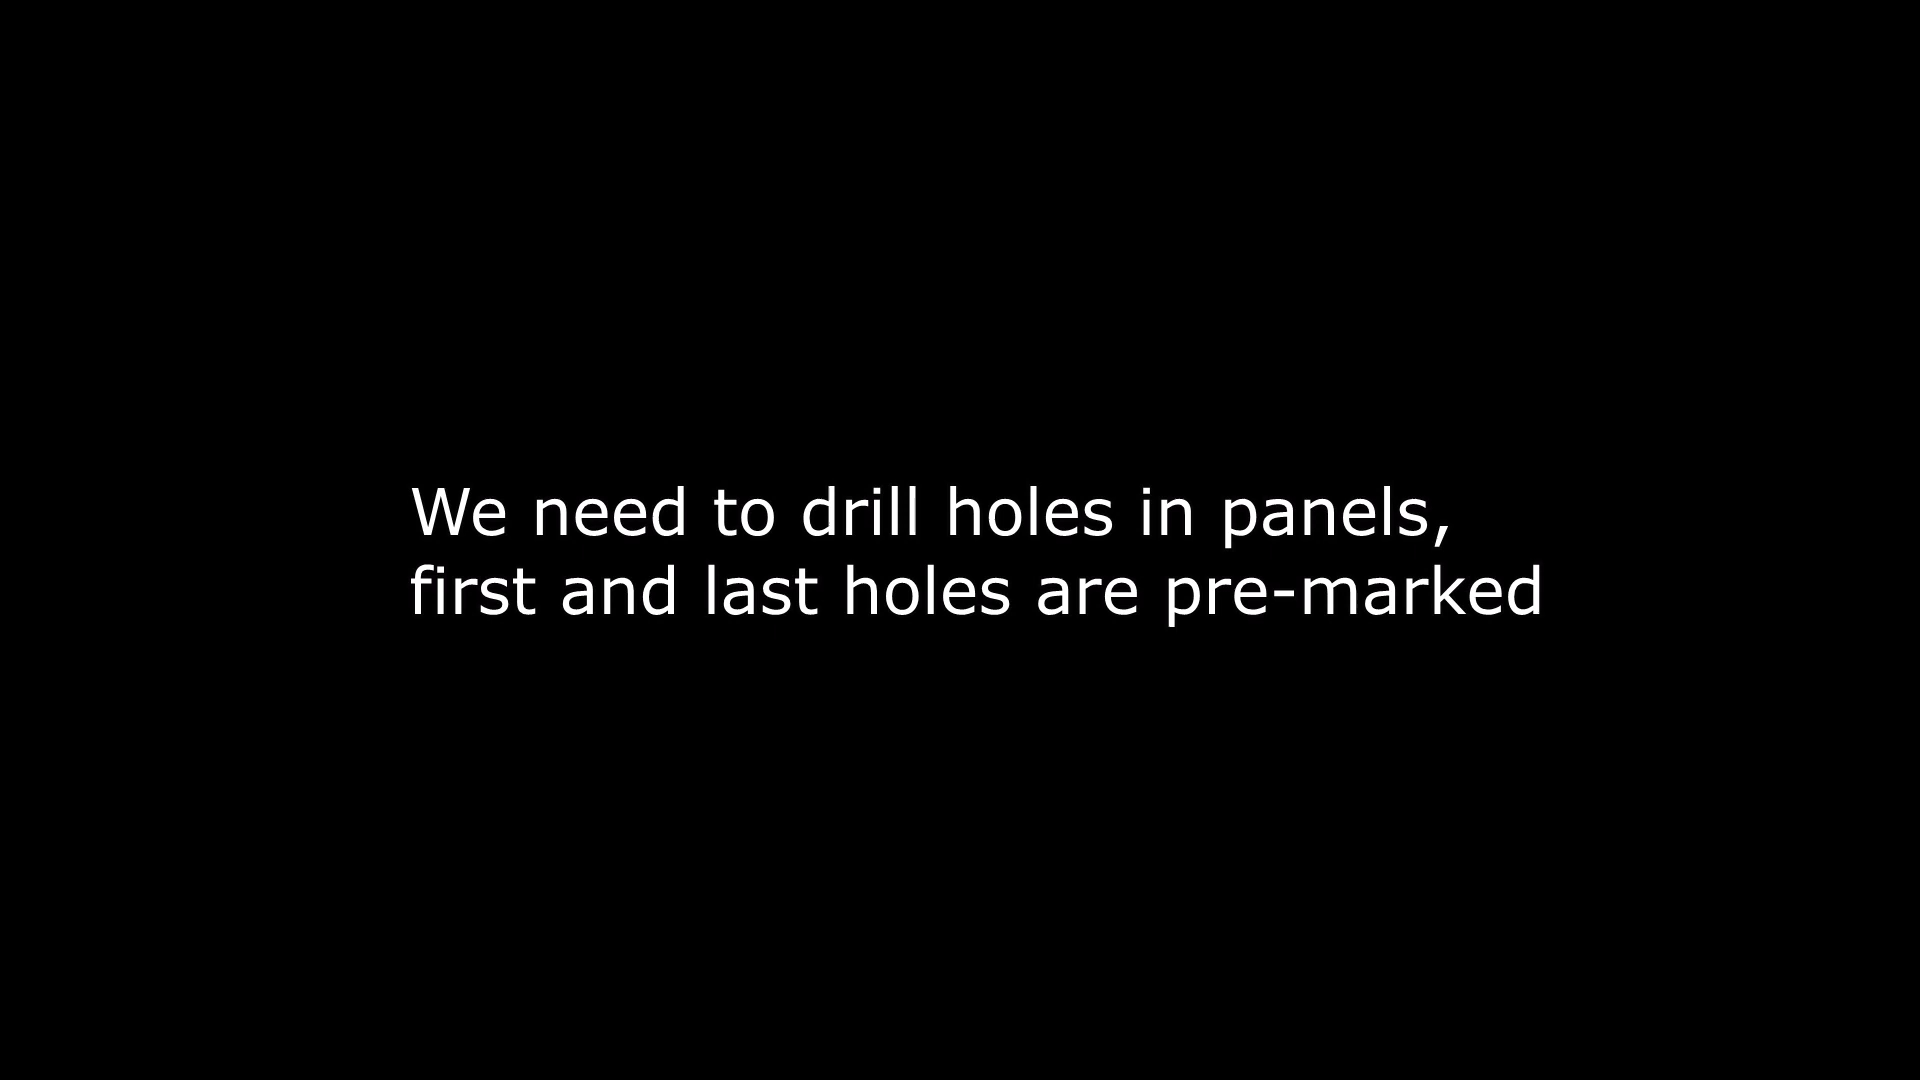 We need to drill holes in panels,
first and last holes are pre-marked